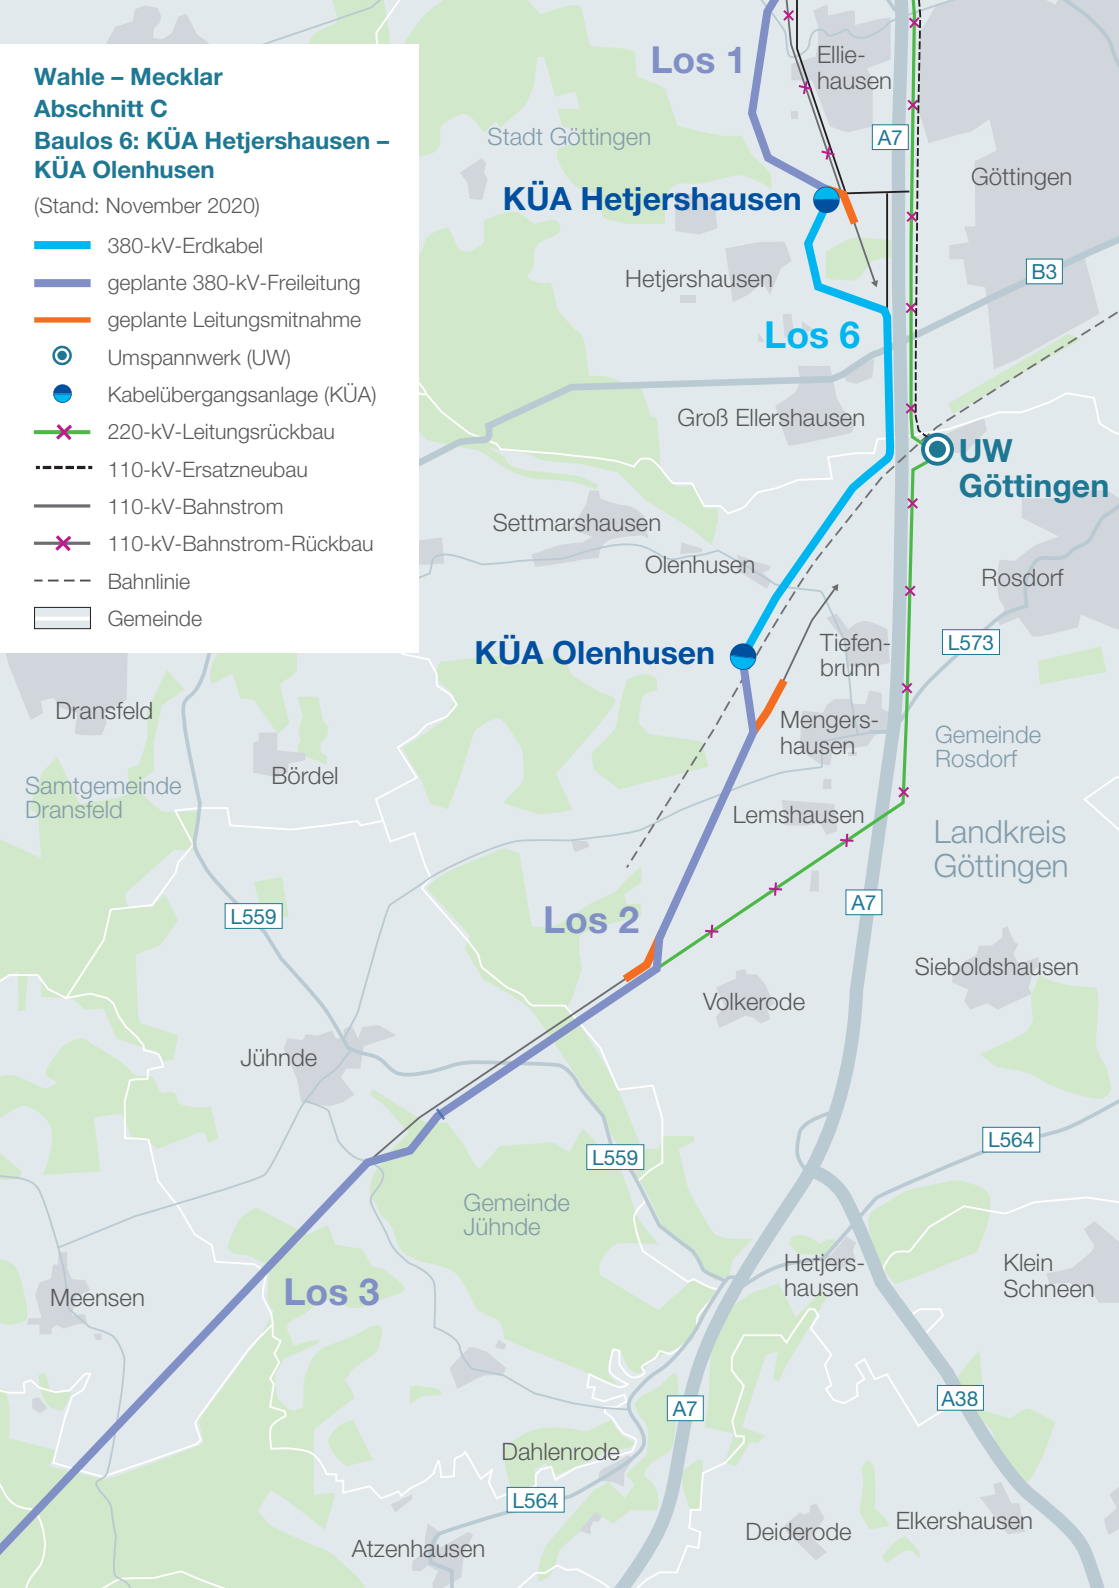 Wahle – Mecklar
Abschnitt C
Baulos 6: KÜA Hetjershausen –
KÜA Olenhusen
(Stand: November 2020)
380-kV-Erdkabel
geplante 380-kV-Freileitung
geplante Leitungsmitnahme
Umspannwerk (UW)
Kabelübergangsanlage (KÜA)
220-kV-Leitungsrückbau
110-kV-Ersatzneubau
110-kV-Bahnstrom
110-kV-Bahnstrom-Rückbau
Bahnlinie
Gemeinde
Los 1
Ellie-
hausen
Stadt Göttingen
A7
Göttingen
KÜA Hetjershausen
Hetjershausen
B3
Los 6
Groß Ellershausen
UW
Göttingen
Settmarshausen
Olenhusen
Rosdorf
KÜA Olenhusen
Tiefen-
brunn
L573
Dransfeld
Mengers-
hausen
Gemeinde
Rosdorf
Bördel
Samtgemeinde
Dransfeld
Lemshausen
Landkreis
Göttingen
L559
Los 2
A7
Sieboldshausen
Volkerode
Jühnde
L564
L559
Gemeinde
Jühnde
Hetjers-
hausen
Klein
Schneen
Meensen
Los 3
A7
A38
Dahlenrode
L564
Deiderode
Elkershausen
Atzenhausen